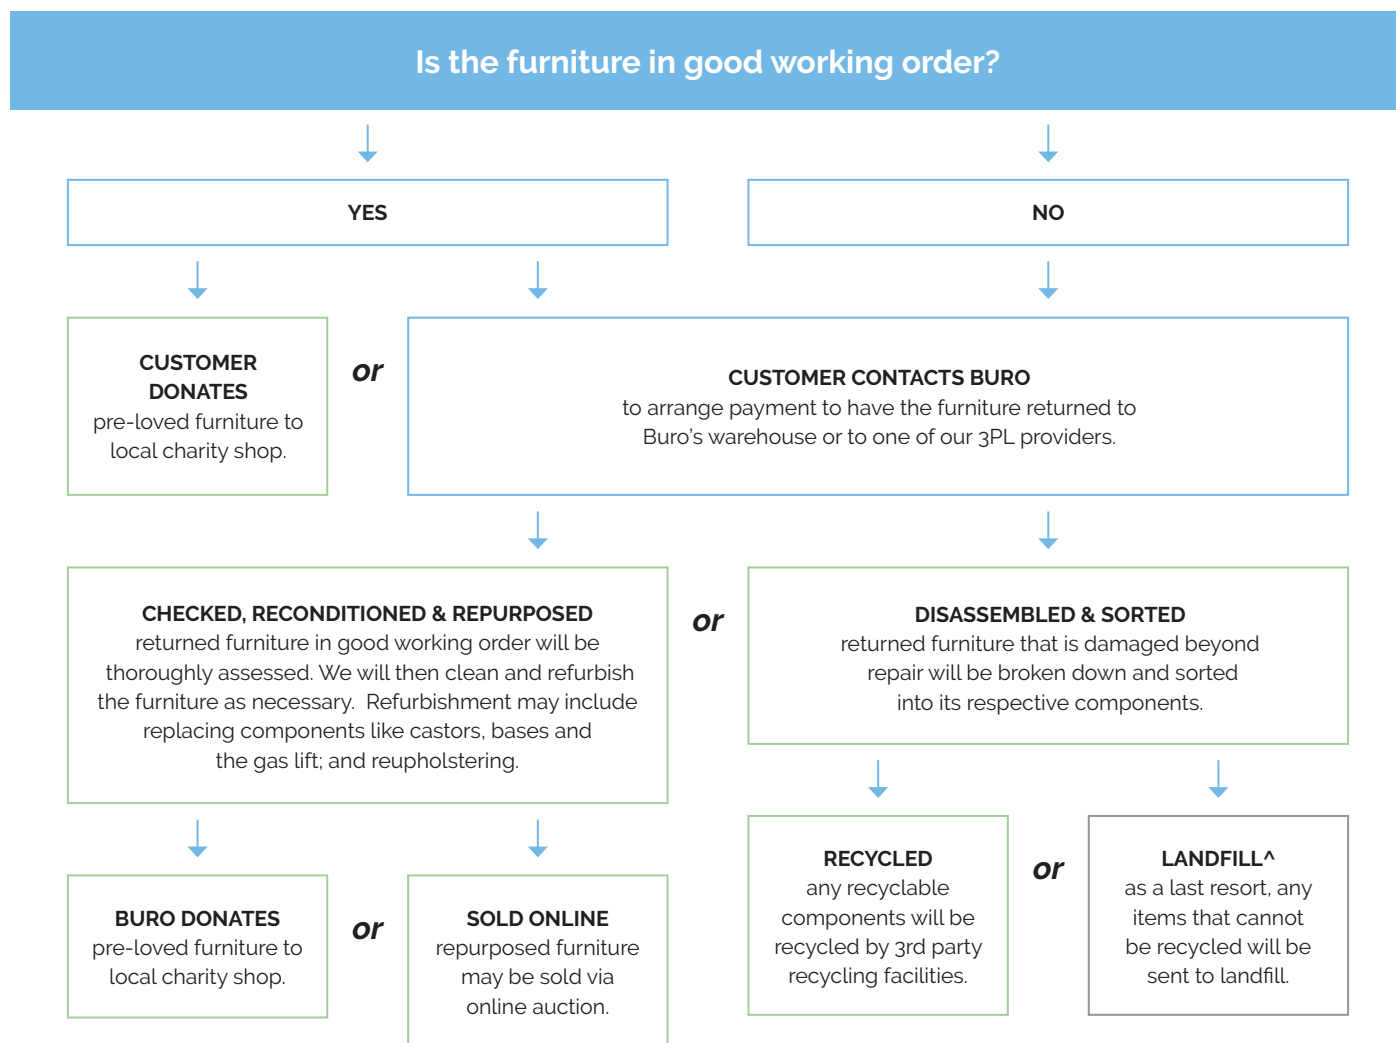 Is the furniture in good working order?
YES
NO
CUSTOMER
DONATES
pre-loved furniture to
local charity shop.
or
CUSTOMER CONTACTS BURO
to arrange payment to have the furniture returned to
Buro's warehouse or to one of our 3PL providers.
CHECKED, RECONDITIONED & REPURPOSED
returned furniture in good working order will be
thoroughly assessed. We will then clean and refurbish
the furniture as necessary. Refurbishment may include
replacing components like castors, bases and
the gas lift; and reupholstering.
or
DISASSEMBLED & SORTED
returned furniture that is damaged beyond
repair will be broken down and sorted
into its respective components.
BURO DONATES
pre-loved furniture to
local charity shop.
or
SOLD ONLINE
repurposed furniture
may be sold via
online auction.
RECYCLED
any recyclable
components will be
recycled by 3rd party
recycling facilities.
or
LANDFILL^
as a last resort, any
items that cannot
be recycled will be
sent to landfill.